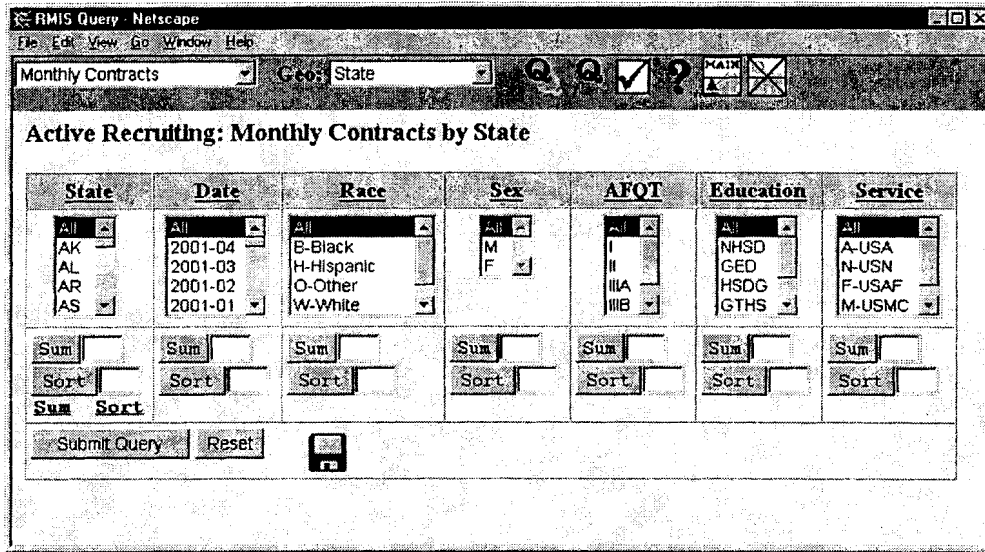 RMIS Query - Netscape
File Edit View Go Window Help
Monthly Contracts Geo: State Q Q ? MAIN
Active Recruiting: Monthly Contracts by State
State Date Race Sex AFQT Education Service
All All All All All All All
AK 2001-04 B-Black M I NHSD A-USA
AL 2001-03 H-Hispanic F II GED N-USN
AR 2001-02 O-Other IIIA HSDG F-USAF
AS 2001-01 W-White IIIB GTHS M-USMC
Sum Sum Sum Sum Sum Sum Sum
Sort Sort Sort Sort Sort Sort Sort
Sum Sort
Submit Query Reset